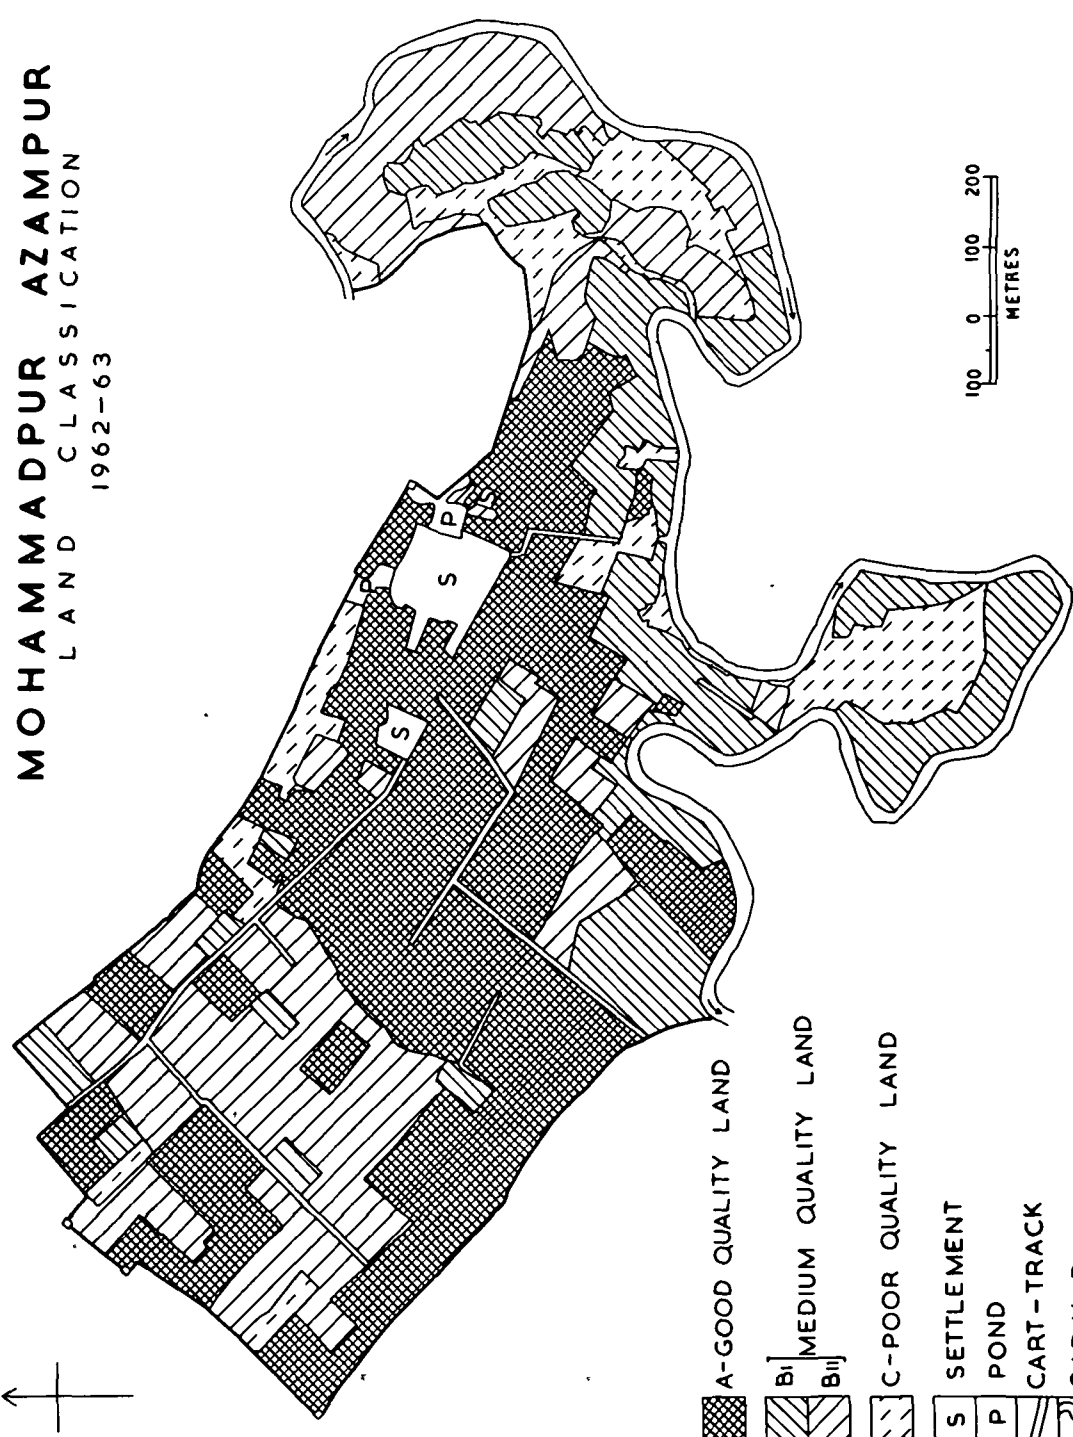 MOHAMMADPUR AZAMPUR
LAND CLASSIFICATION
1962-63
P
S
P
S
S
100 0 100 200
METRES
A-GOOD QUALITY LAND
BI
BII
MEDIUM QUALITY LAND
C-POOR QUALITY LAND
S SETTLEMENT
P POND
CART-TRACK